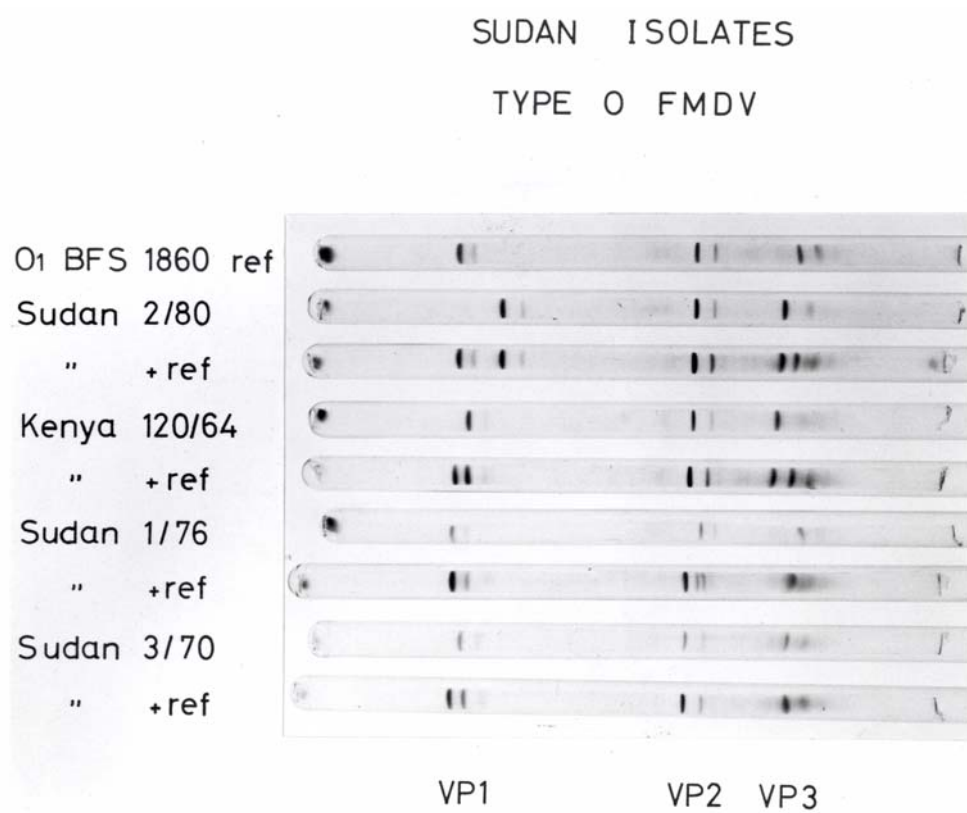 SUDAN ISOLATES
TYPE O FMDV
O1 BFS 1860 ref
Sudan 2/80
" + ref
Kenya 120/64
" + ref
Sudan 1/76
" +ref
Sudan 3/70
" +ref
VP1 VP2 VP3